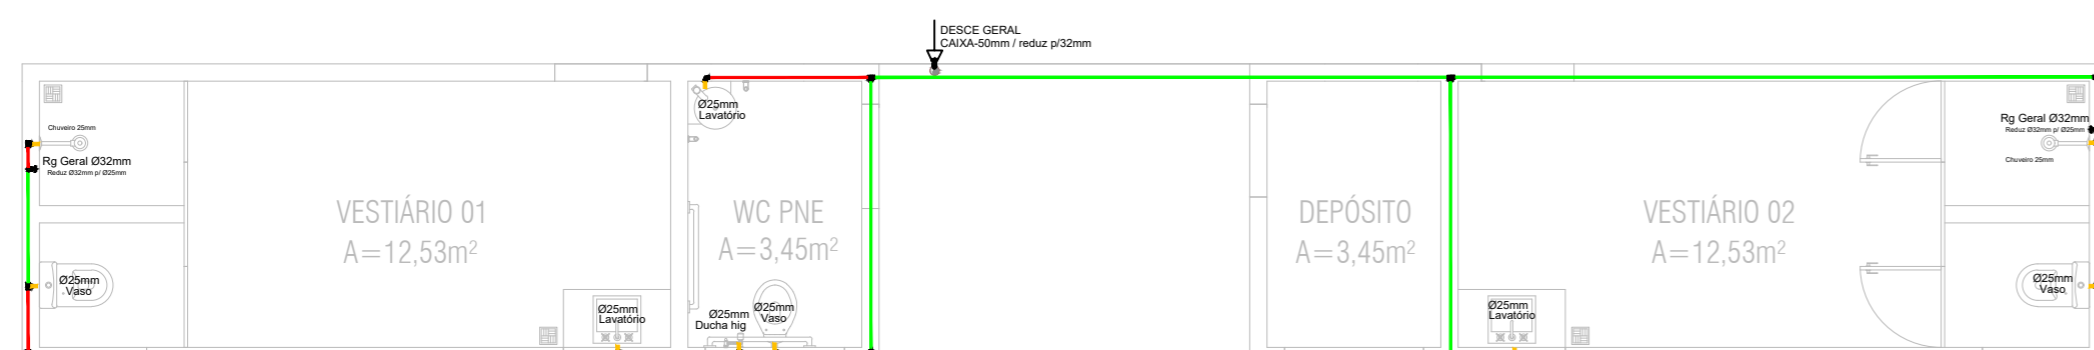 DESCE GERAL
CAIXA-50mm / reduz p/32mm
Chuveiro 25mm
Rg Geral Ø32mm
Reduz Ø32mm p/ Ø25mm
Ø25mm
Vaso
VESTIÁRIO 01
A=12,53m²
Ø25mm
Lavatório
Ø25mm
Lavatório
WC PNE
A=3,45m²
Ø25mm
Ducha hig
Ø25mm
Vaso
DEPÓSITO
A=3,45m²
VESTIÁRIO 02
A=12,53m²
Ø25mm
Lavatório
Rg Geral Ø32mm
Reduz Ø32mm p/ Ø25mm
Chuveiro 25mm
Ø25mm
Vaso